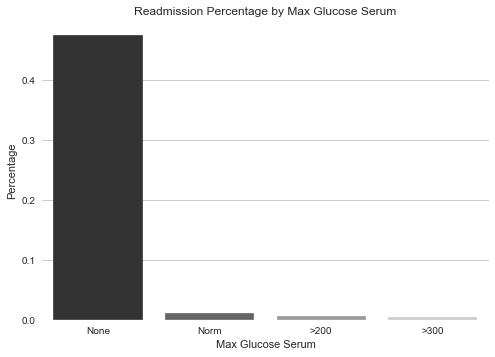 Readmission Percentage by Max Glucose Serum
Percentage
0.4
0.3
0.2
0.1
0.0
None Norm >200 >300
Max Glucose Serum